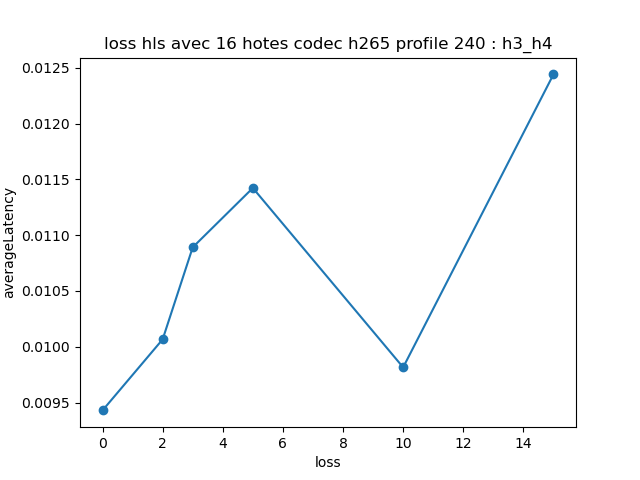 loss hls avec 16 hotes codec h265 profile 240 : h3_h4
0.0125
0.0120
0.0115
0.0110
0.0105
0.0100
0.0095
averageLatency
0 2 4 6 8 10 12 14
loss